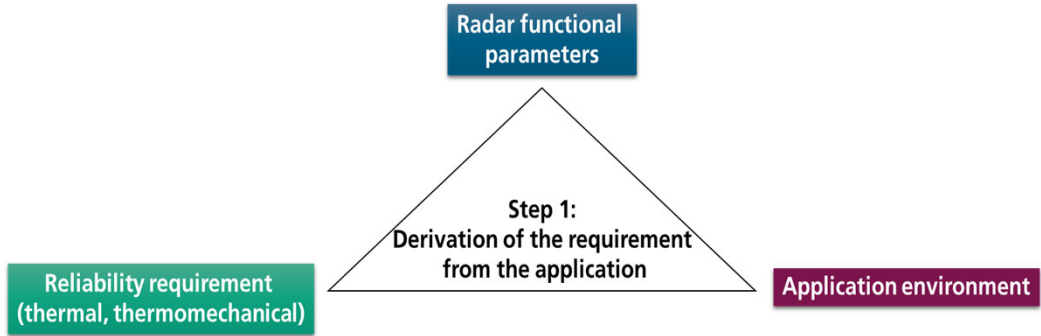 Radar functional
parameters
Step 1:
Derivation of the requirement
from the application
Reliability requirement
(thermal, thermomechanical)
Application environment